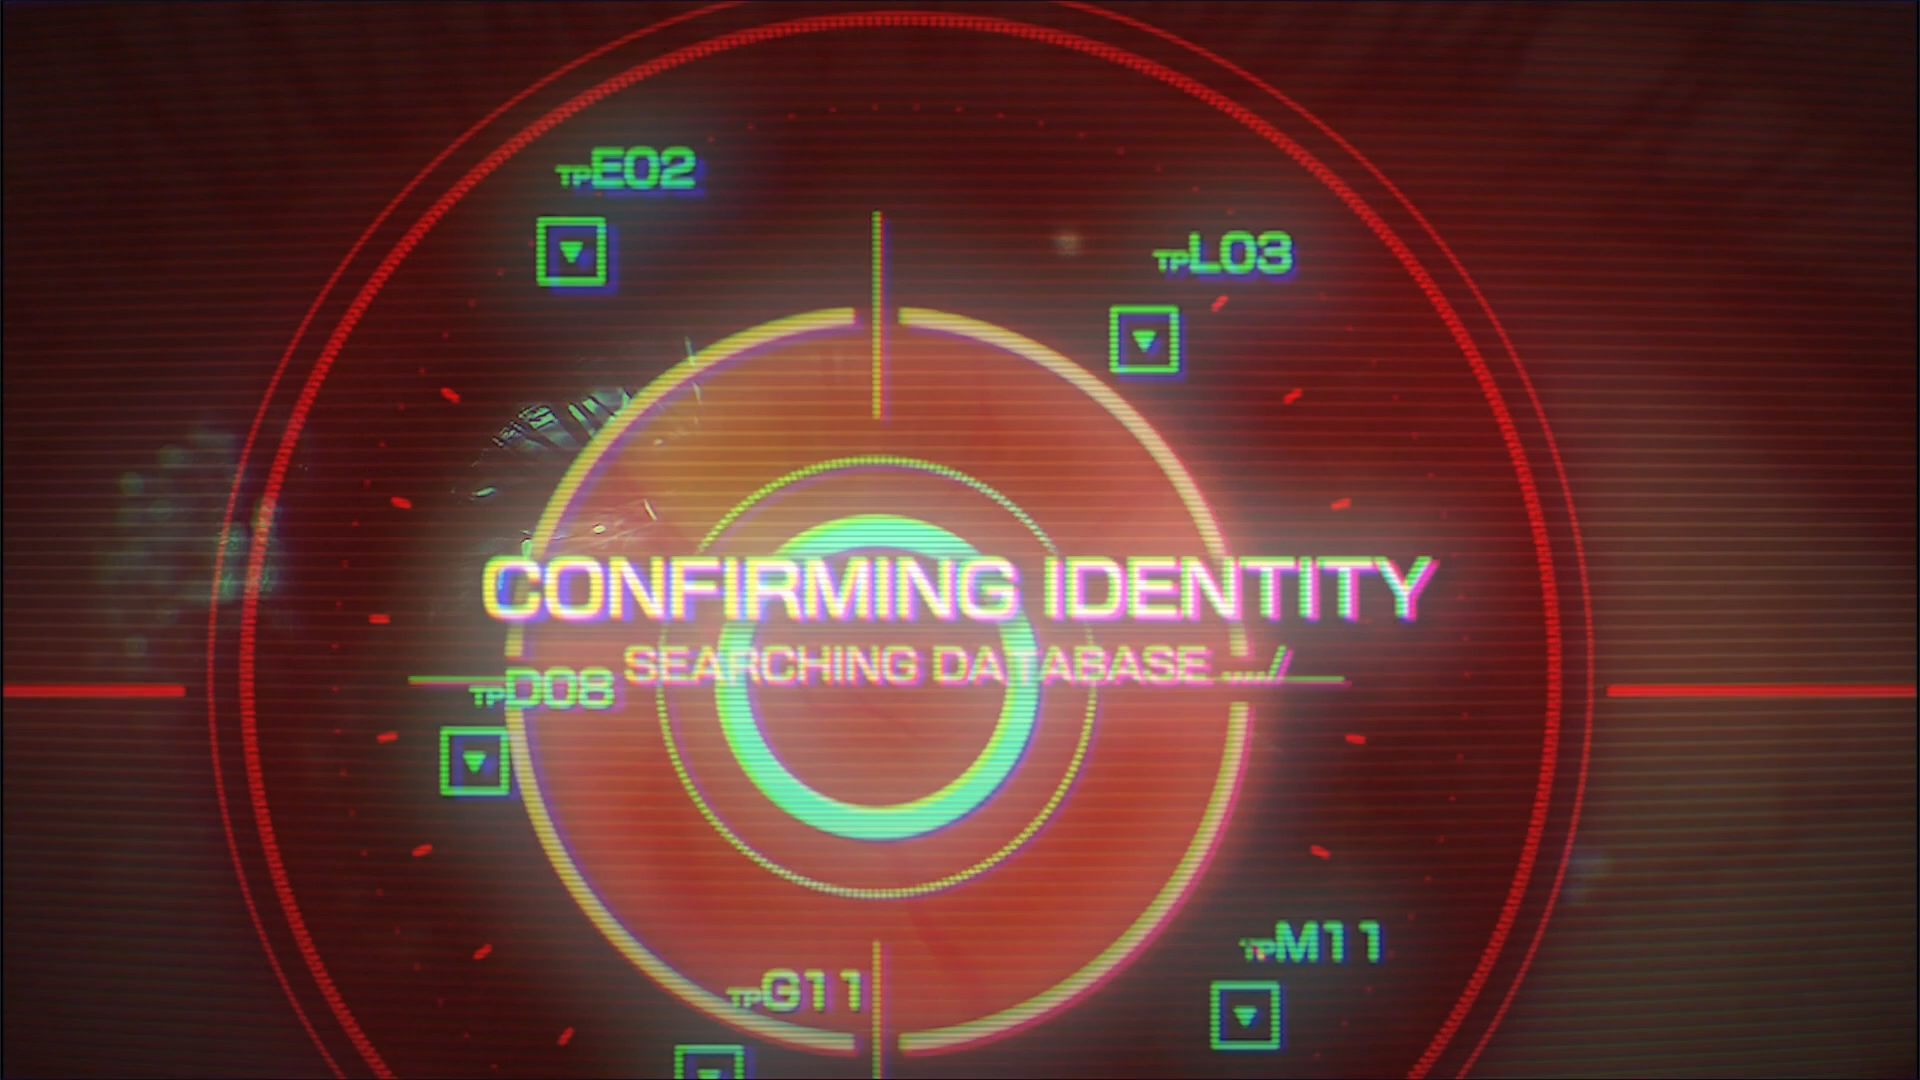 TPE02
TPL03
CONFIRMING IDENTITY
SEARCHING DATABASE ..../
TPD08
TPM11
TPG11